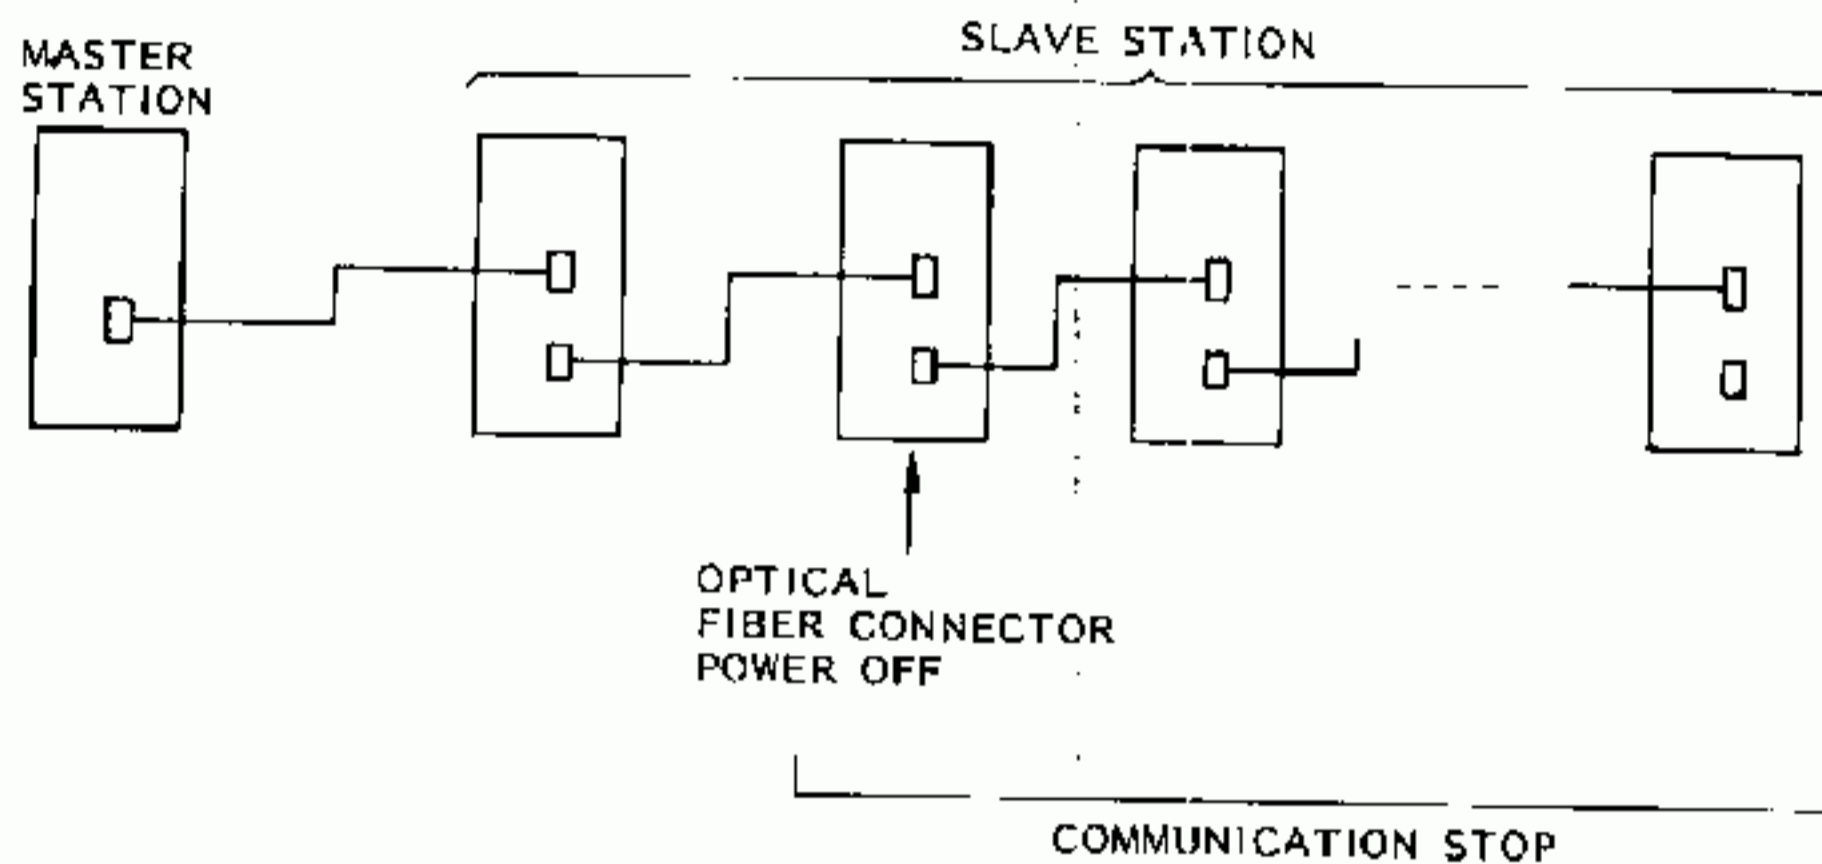 MASTER
STATION
SLAVE STATION
OPTICAL
FIBER CONNECTOR
POWER OFF
COMMUNICATION STOP